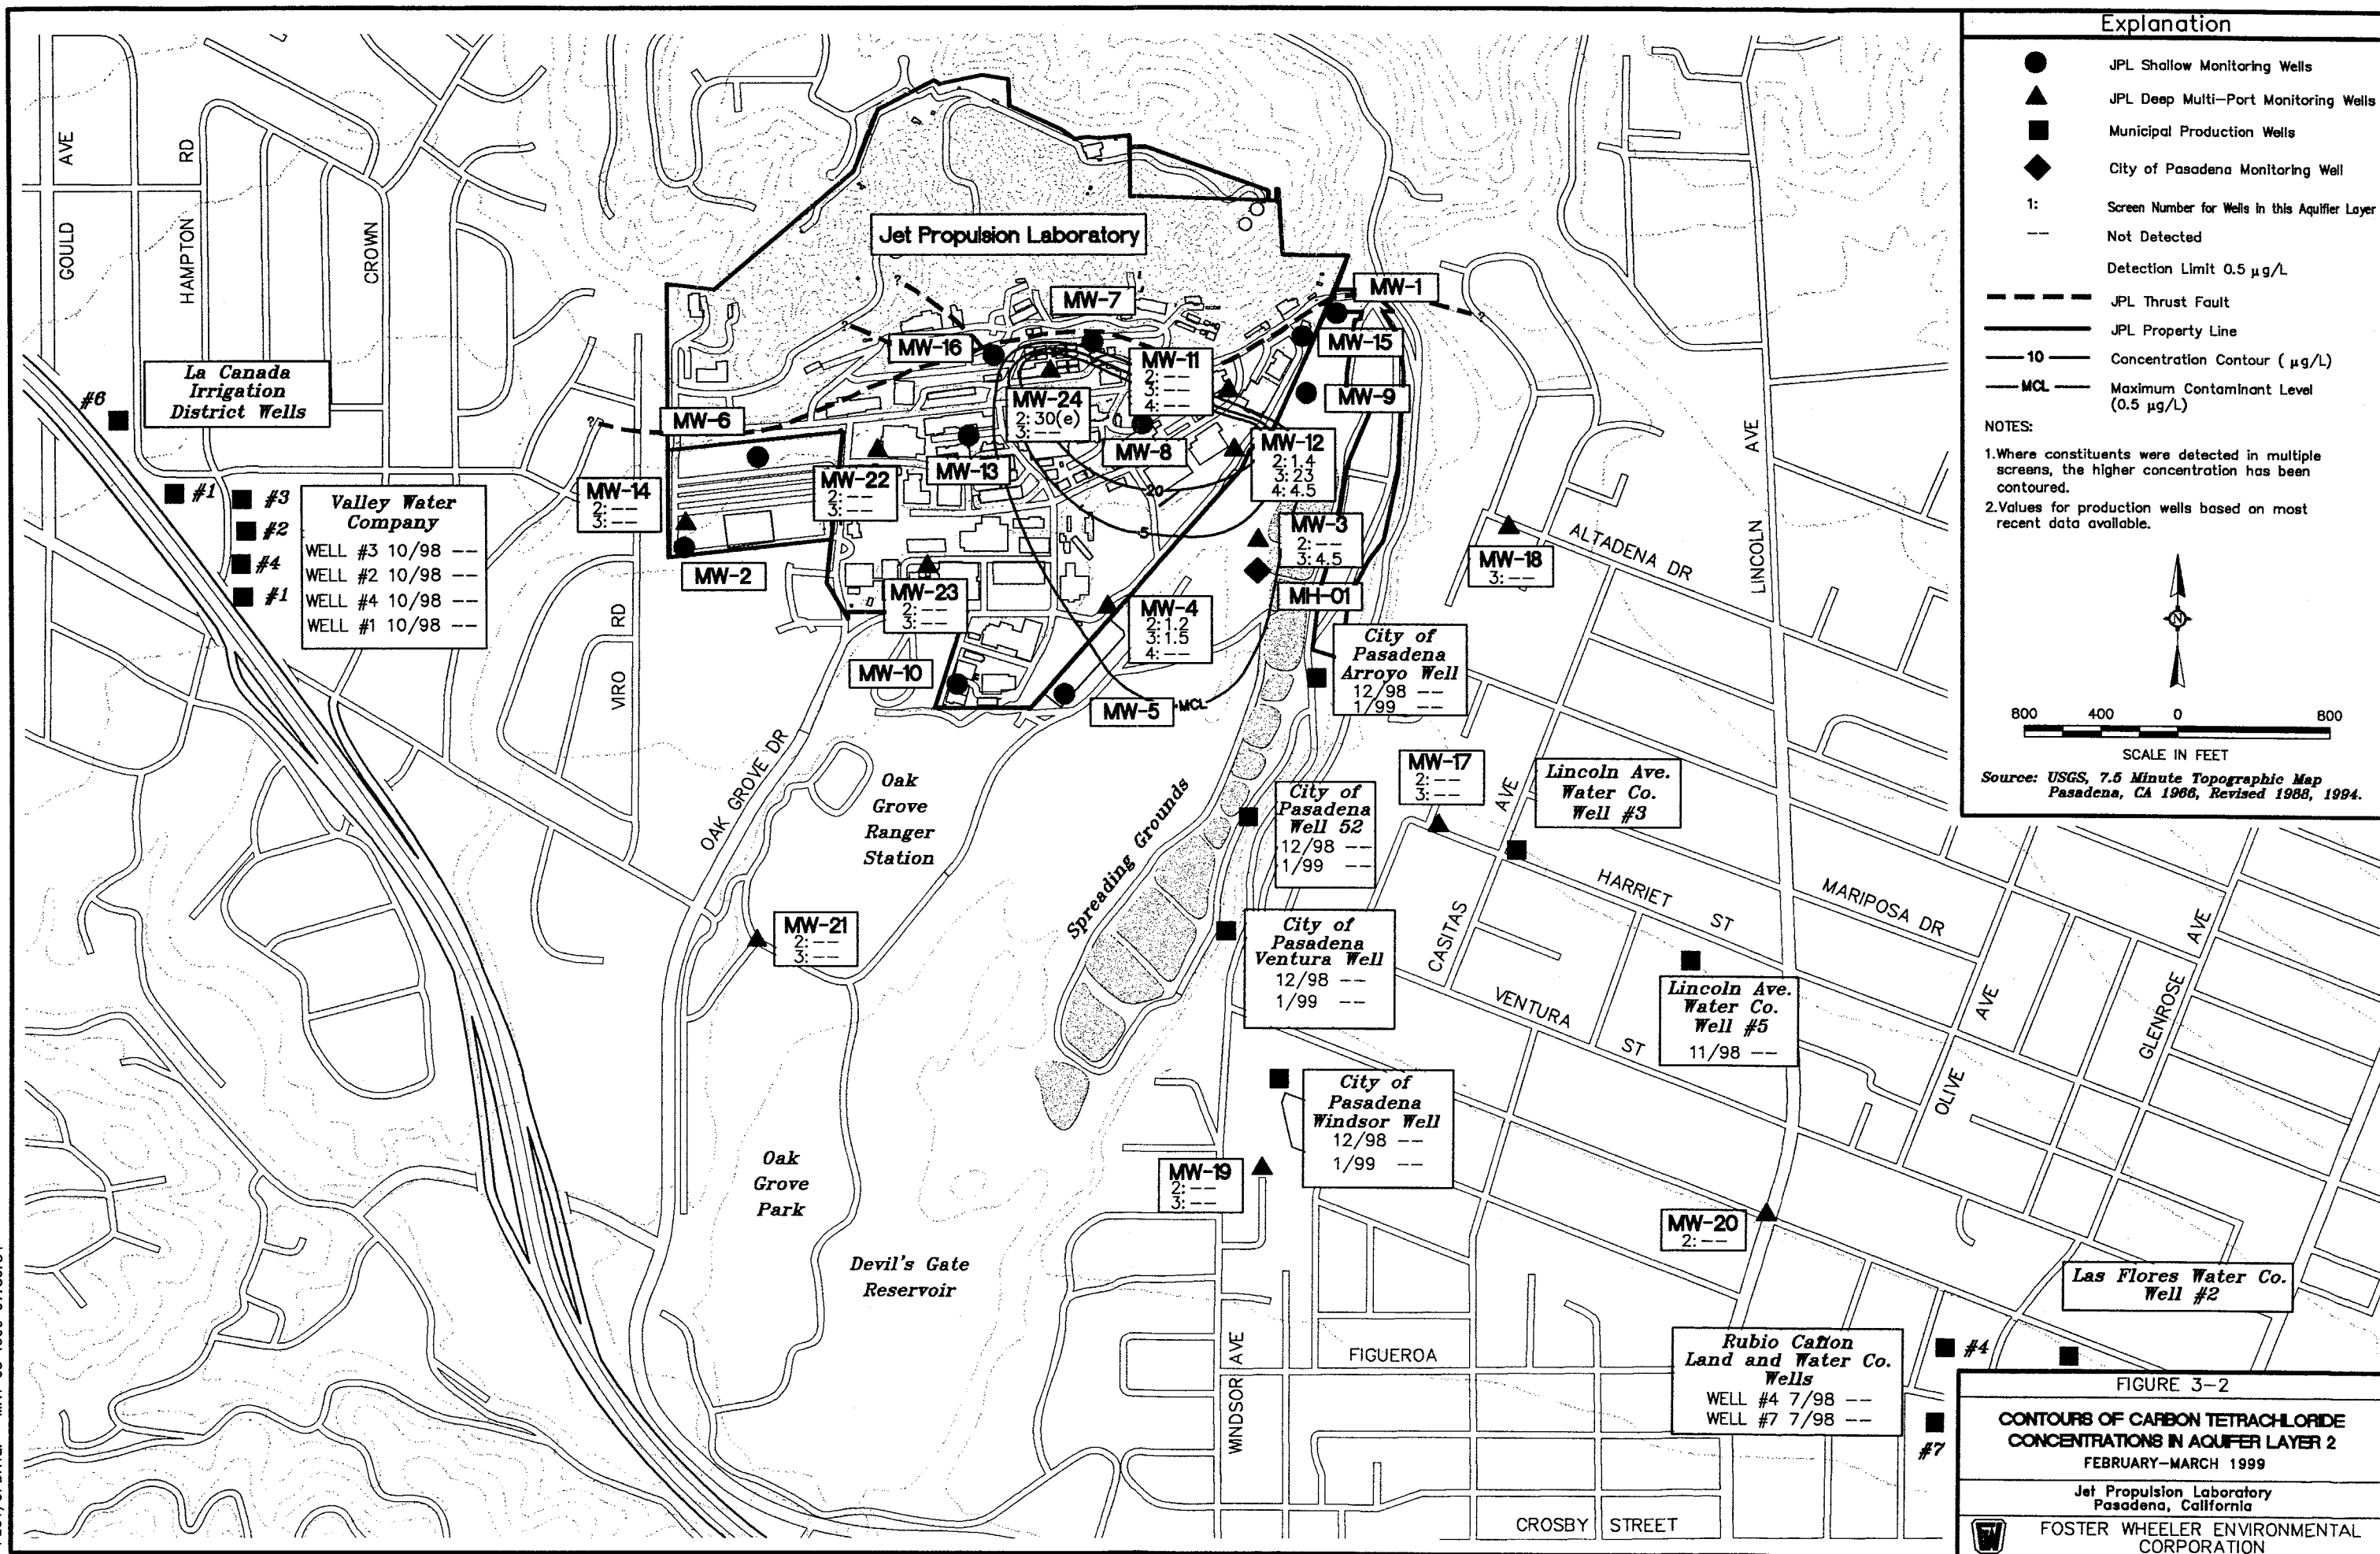 Explanation
JPL Shallow Monitoring Wells
JPL Deep Multi-Port Monitoring Wells
Municipal Production Wells
City of Pasadena Monitoring Well
1:
Screen Number for Wells in this Aquifier Layer
--
Not Detected
Detection Limit 0.5 µg/L
JPL Thrust Fault
JPL Property Line
10
Concentration Contour ( µg/L)
MCL
Maximum Contaminant Level
(0.5 µg/L)
NOTES:
1.Where constituents were detected in multiple
screens, the higher concentration has been
contoured.
2.Values for production wells based on most
recent data available.
N
800 400 0 800
SCALE IN FEET
Source: USGS, 7.5 Minute Topographic Map
Pasadena, CA 1966, Revised 1988, 1994.
GOULD AVE
HAMPTON RD
CROWN
Jet Propulsion Laboratory
?
MW-7
MW-1
?
?
MW-16
MW-11
2: --
3: --
4: --
MW-15
MW-9
La Canada
Irrigation
District Wells
#6
MW-6
?
MW-24
2: 30(e)
3: --
MW-8
MW-12
2: 1.4
3: 23
4: 4.5
MW-13
MW-22
2: --
3: --
MW-14
2: --
3: --
20
5
#1
#3
#2
#4
#1
Valley Water
Company
WELL #3 10/98 --
WELL #2 10/98 --
WELL #4 10/98 --
WELL #1 10/98 --
MW-2
MW-3
2: --
3: 4.5
MH-01
MW-18
3: --
ALTADENA DR
LINCOLN AVE
MW-23
2: --
3: --
MW-4
2: 1.2
3: 1.5
4: --
VIRO RD
MW-10
MW-5
MCL
City of
Pasadena
Arroyo Well
12/98 --
1/99 --
OAK GROVE DR
Oak
Grove
Ranger
Station
Spreading Grounds
City of
Pasadena
Well 52
12/98 --
1/99 --
MW-17
2: --
3: --
CASITAS AVE
Lincoln Ave.
Water Co.
Well #3
HARRIET ST
MARIPOSA DR
MW-21
2: --
3: --
City of
Pasadena
Ventura Well
12/98 --
1/99 --
VENTURA ST
Lincoln Ave.
Water Co.
Well #5
11/98 --
OLIVE AVE
GLENROSE AVE
City of
Pasadena
Windsor Well
12/98 --
1/99 --
Oak
Grove
Park
MW-19
2: --
3: --
MW-20
2: --
Devil's Gate
Reservoir
Las Flores Water Co.
Well #2
WINDSOR AVE
FIGUEROA
Rubio Cañon
Land and Water Co.
Wells
WELL #4 7/98 --
WELL #7 7/98 --
#4
#7
CROSBY STREET
FIGURE 3-2
CONTOURS OF CARBON TETRACHLORIDE
CONCENTRATIONS IN AQUIFER LAYER 2
FEBRUARY-MARCH 1999
Jet Propulsion Laboratory
Pasadena, California
FOSTER WHEELER ENVIRONMENTAL
CORPORATION